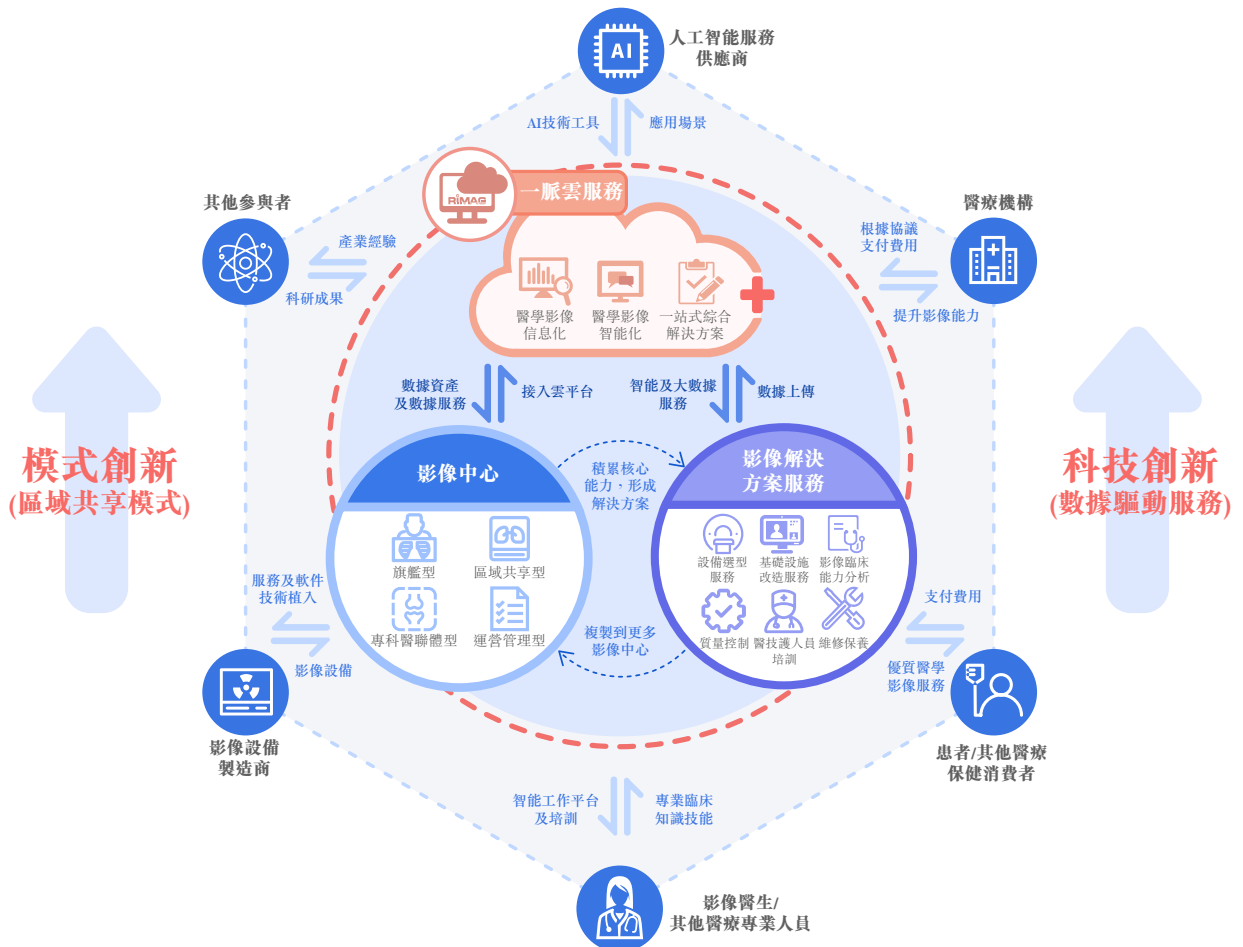 AI
人工智能服務
供應商
AI技術工具
應用場景
RIMAG
一脈雲服務
其他參與者
產業經驗
科研成果
醫療機構
根據協議
支付費用
提升影像能力
醫學影像
信息化
醫學影像
智能化
一站式綜合
解決方案
數據資產
及數據服務
接入雲平台
智能及大數據
服務
數據上傳
模式創新
(區域共享模式)
科技創新
(數據驅動服務)
影像中心
旗艦型
區域共享型
專科醫聯體型
運營管理型
積累核心
能力，形成
解決方案
複製到更多
影像中心
影像解決
方案服務
設備選型
服務
基礎設施
改造服務
影像臨床
能力分析
質量控制
醫技護人員
培訓
維修保養
服務及軟件
技術植入
影像設備
影像設備
製造商
支付費用
優質醫學
影像服務
患者/其他醫療
保健消費者
智能工作平台
及培訓
專業臨床
知識技能
影像醫生/
其他醫療專業人員